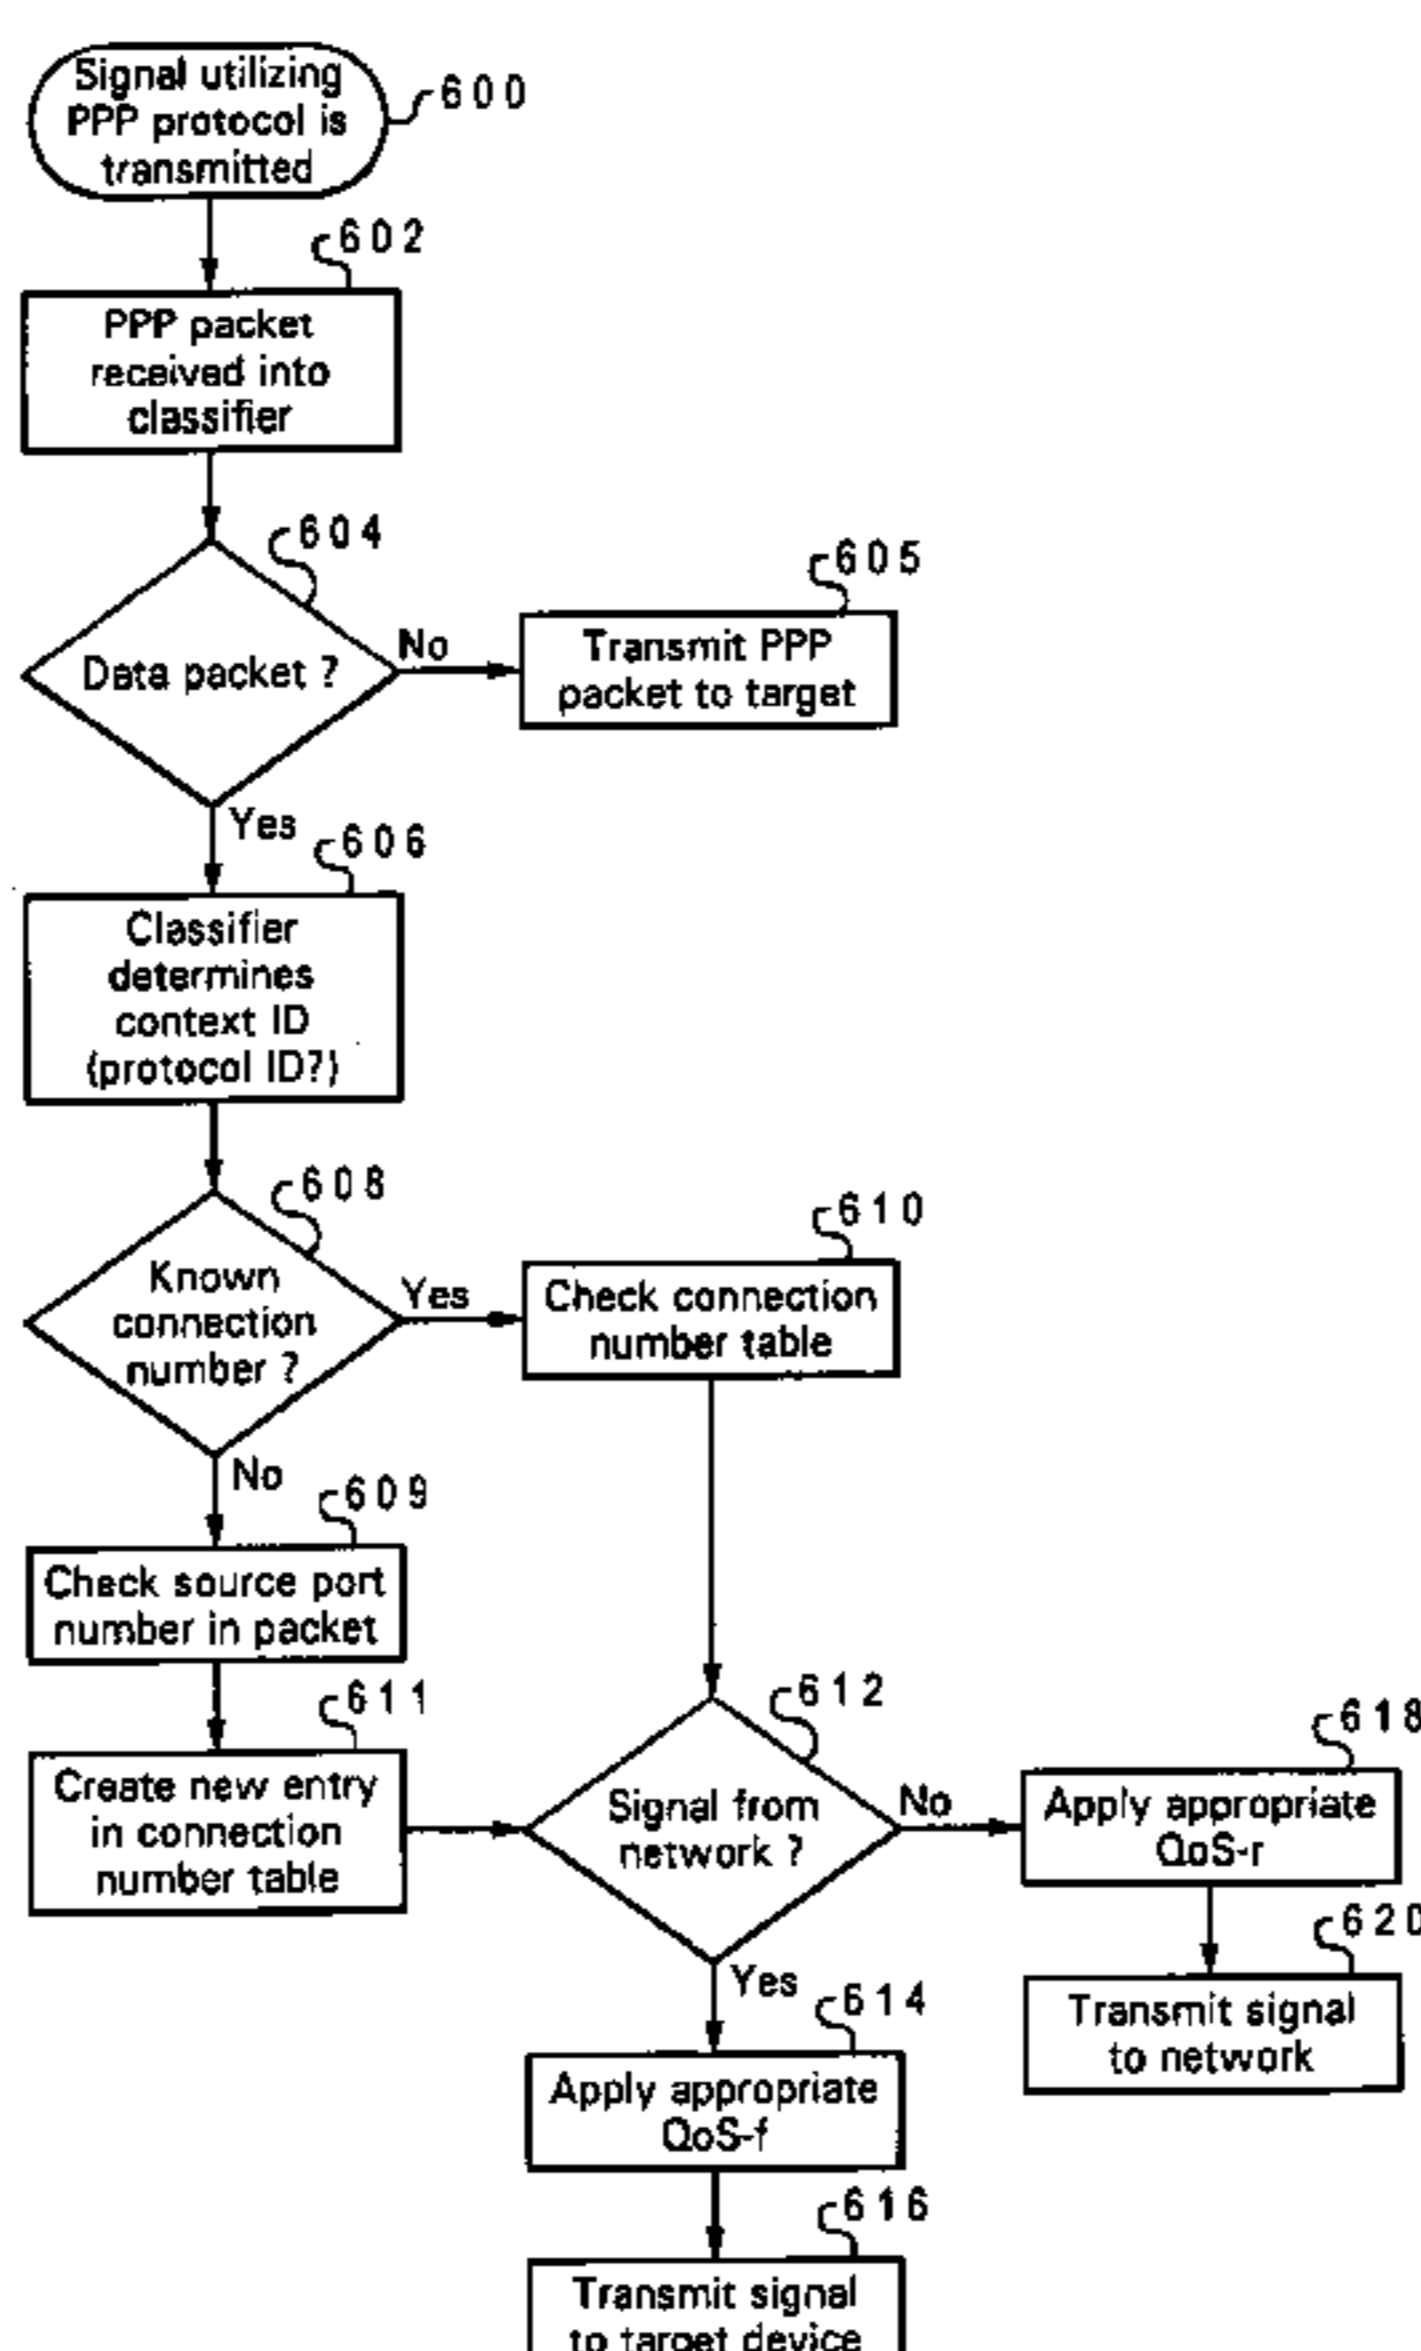 Signal utilizing
PPP protocol is
transmitted
600
602
PPP packet
received into
classifier
604
Data packet ?
No
605
Transmit PPP
packet to target
Yes
606
Classifier
determines
context ID
(protocol ID?)
608
Known
connection
number ?
Yes
610
Check connection
number table
No
609
Check source port
number in packet
611
Create new entry
in connection
number table
612
Signal from
network ?
No
618
Apply appropriate
QoS-r
620
Transmit signal
to network
Yes
614
Apply appropriate
QoS-f
616
Transmit signal
to target device